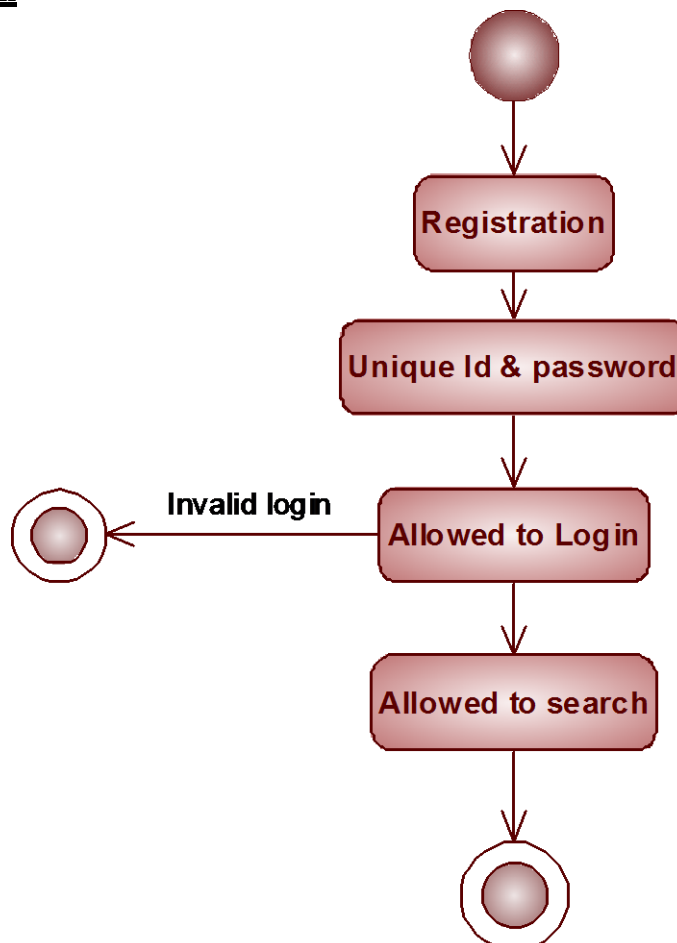 Registration
Unique Id & password
Invalid login
Allowed to Login
Allowed to search